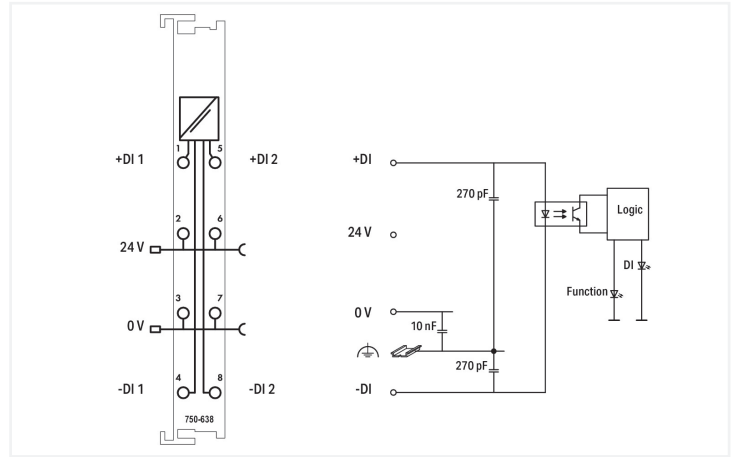 1 5
+DI 1 +DI 2
2 6
24 V
3 7
0 V
4 8
-DI 1 -DI 2
750-638
+DI
270 pF
Logic
24 V
DI
Function
0 V
10 nF
270 pF
-DI